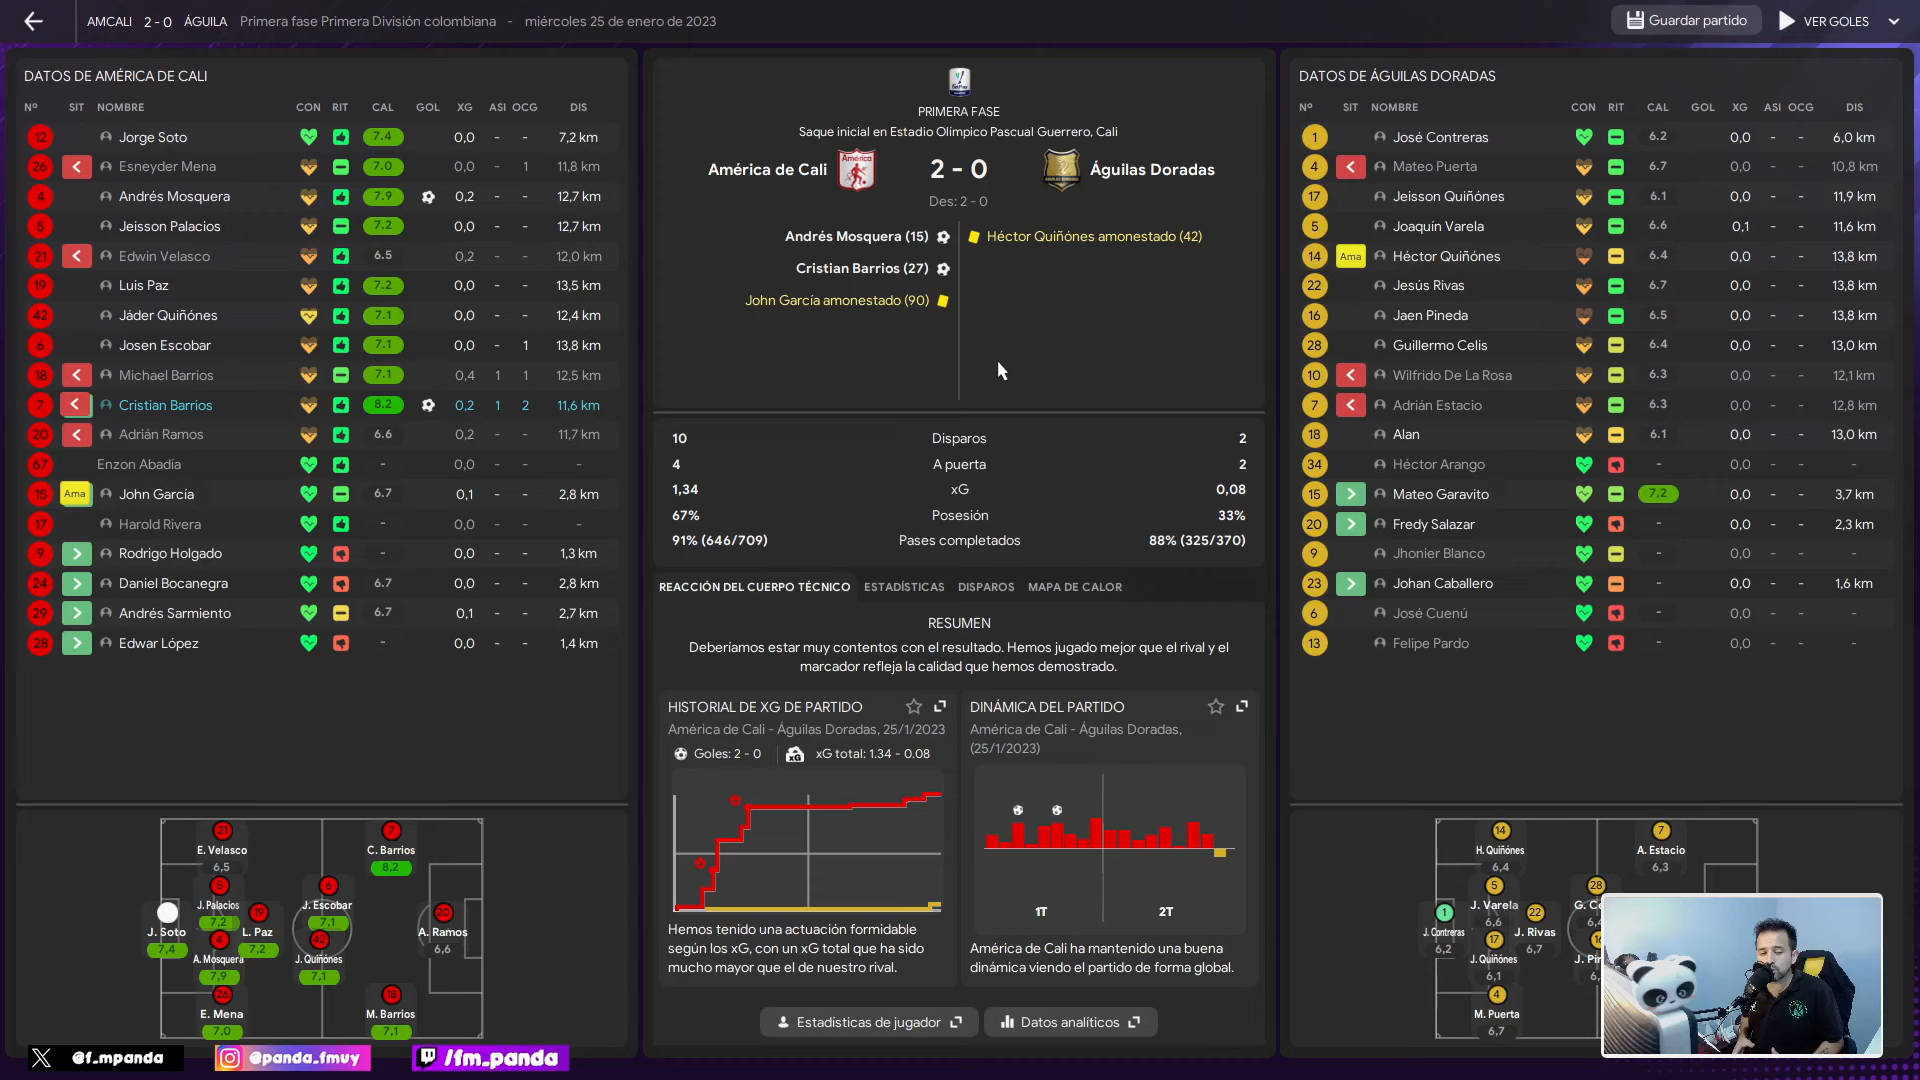 AMCALI 2 - 0 ÁGUILA Primera fase Primera División colombiana - miércoles 25 de enero de 2023
Guardar partido
VER GOLES
DATOS DE AMÉRICA DE CALI
Nº SIT NOMBRE CON RIT CAL GOL XG ASI OCG DIS
12 Jorge Soto 7.4 0,0 - - 7,2 km
26 Esneyder Mena 7.0 0,0 - 1 11,8 km
4 Andrés Mosquera 7.9 0,2 - - 12,7 km
5 Jeisson Palacios 7.2 0,0 - - 12,7 km
21 Edwin Velasco 6.5 0,2 - - 12,0 km
19 Luis Paz 7.2 0,0 - - 13,5 km
42 Jáder Quiñónes 7.1 0,0 - - 12,4 km
6 Josen Escobar 7.1 0,0 - 1 13,8 km
18 Michael Barrios 7.1 0,4 1 1 12,5 km
7 Cristian Barrios 8.2 0,2 1 2 11,6 km
20 Adrián Ramos 6.6 0,2 - - 11,7 km
67 Enzon Abadía - 0,0 - - -
15 Ama John García 6.7 0,1 - - 2,8 km
17 Harold Rivera - 0,0 - - -
9 Rodrigo Holgado - 0,0 - - 1,3 km
24 Daniel Bocanegra 6.7 0,0 - - 2,8 km
29 Andrés Sarmiento 6.7 0,1 - - 2,7 km
28 Edwar López - 0,0 - - 1,4 km
21
E. Velasco
6,5
7
C. Barrios
8,2
5
J. Palacios
7,2
6
J. Escobar
7,1
J. Soto
7,4
19
L. Paz
7,2
20
A. Ramos
6,6
4
A. Mosquera
7,9
42
J. Quiñónes
7,1
26
E. Mena
7,0
18
M. Barrios
7,1
PRIMERA FASE
Saque inicial en Estadio Olímpico Pascual Guerrero, Cali
América de Cali 2 - 0 Águilas Doradas
Des: 2 - 0
Andrés Mosquera (15)
Héctor Quiñónes amonestado (42)
Cristian Barrios (27)
John García amonestado (90)
10 Disparos 2
4 A puerta 2
1,34 xG 0,08
67% Posesión 33%
91% (646/709) Pases completados 88% (325/370)
REACCIÓN DEL CUERPO TÉCNICO ESTADÍSTICAS DISPAROS MAPA DE CALOR
RESUMEN
Deberíamos estar muy contentos con el resultado. Hemos jugado mejor que el rival y el
marcador refleja la calidad que hemos demostrado.
HISTORIAL DE XG DE PARTIDO
América de Cali - Águilas Doradas, 25/1/2023
Goles: 2 - 0 xG xG total: 1.34 - 0.08
Hemos tenido una actuación formidable
según los xG, con un xG total que ha sido
mucho mayor que el de nuestro rival.
DINÁMICA DEL PARTIDO
América de Cali - Águilas Doradas,
(25/1/2023)
1T 2T
América de Cali ha mantenido una buena
dinámica viendo el partido de forma global.
Estadísticas de jugador
Datos analíticos
DATOS DE ÁGUILAS DORADAS
Nº SIT NOMBRE CON RIT CAL GOL XG ASI OCG DIS
1 José Contreras 6.2 0,0 - - 6,0 km
4 Mateo Puerta 6.7 0,0 - - 10,8 km
17 Jeisson Quiñónes 6.1 0,0 - - 11,9 km
5 Joaquín Varela 6.6 0,1 - - 11,6 km
14 Ama Héctor Quiñónes 6.4 0,0 - - 13,8 km
22 Jesús Rivas 6.7 0,0 - - 13,8 km
16 Jaen Pineda 6.5 0,0 - - 13,8 km
28 Guillermo Celis 6.4 0,0 - - 13,0 km
10 Wilfrido De La Rosa 6.3 0,0 - - 12,1 km
7 Adrián Estacio 6.3 0,0 - - 12,8 km
18 Alan 6.1 0,0 - - 13,0 km
34 Héctor Arango - 0,0 - - -
15 Mateo Garavito 7.2 0,0 - - 3,7 km
20 Fredy Salazar - 0,0 - - 2,3 km
9 Jhonier Blanco - 0,0 - - -
23 Johan Caballero - 0,0 - - 1,6 km
6 José Cuenú - 0,0 - - -
13 Felipe Pardo - 0,0 - - -
14
H. Quiñónes
6,4
7
A. Estacio
6,3
5
J. Varela
6,6
28
1
J. Contreras
6,2
22
J. Rivas
6,7
17
J. Quiñónes
6,1
4
M. Puerta
6,7
@f_mpanda
@panda_fmuy
/fm_panda